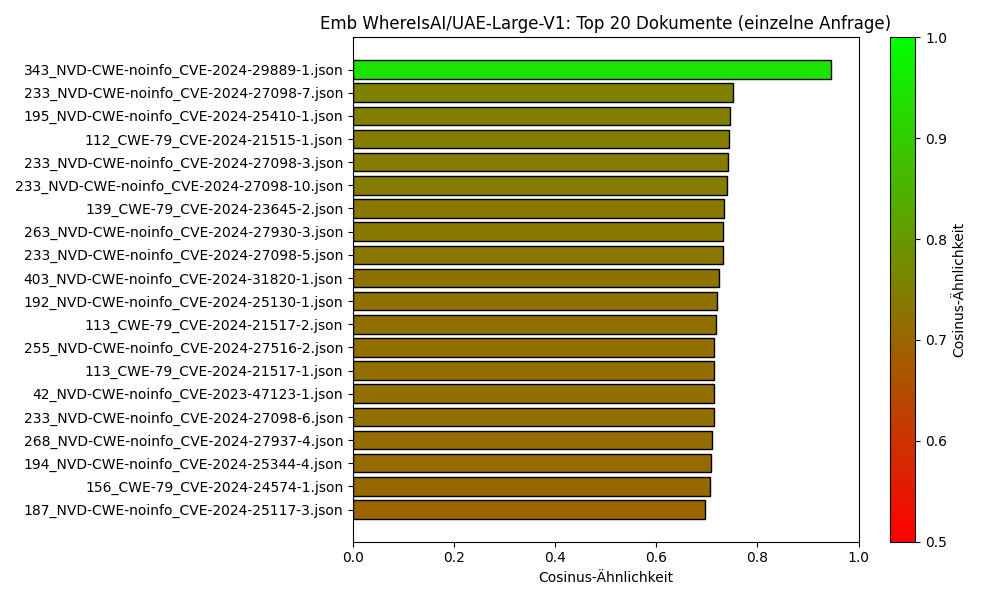 Emb WhereIsAI/UAE-Large-V1: Top 20 Dokumente (einzelne Anfrage)
343_NVD-CWE-noinfo_CVE-2024-29889-1.json
233_NVD-CWE-noinfo_CVE-2024-27098-7.json
195_NVD-CWE-noinfo_CVE-2024-25410-1.json
112_CWE-79_CVE-2024-21515-1.json
233_NVD-CWE-noinfo_CVE-2024-27098-3.json
233_NVD-CWE-noinfo_CVE-2024-27098-10.json
139_CWE-79_CVE-2024-23645-2.json
263_NVD-CWE-noinfo_CVE-2024-27930-3.json
233_NVD-CWE-noinfo_CVE-2024-27098-5.json
403_NVD-CWE-noinfo_CVE-2024-31820-1.json
192_NVD-CWE-noinfo_CVE-2024-25130-1.json
113_CWE-79_CVE-2024-21517-2.json
255_NVD-CWE-noinfo_CVE-2024-27516-2.json
113_CWE-79_CVE-2024-21517-1.json
42_NVD-CWE-noinfo_CVE-2023-47123-1.json
233_NVD-CWE-noinfo_CVE-2024-27098-6.json
268_NVD-CWE-noinfo_CVE-2024-27937-4.json
194_NVD-CWE-noinfo_CVE-2024-25344-4.json
156_CWE-79_CVE-2024-24574-1.json
187_NVD-CWE-noinfo_CVE-2024-25117-3.json
0.0 0.2 0.4 0.6 0.8 1.0
Cosinus-Ähnlichkeit
1.0
0.9
0.8
0.7
0.6
0.5
Cosinus-Ähnlichkeit